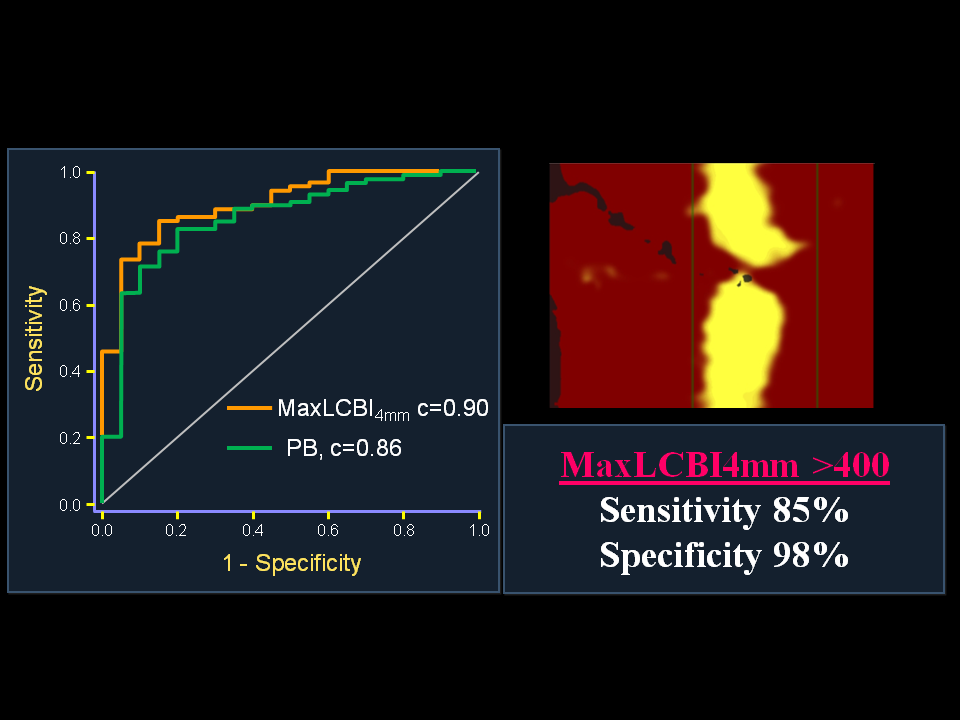 1.0
0.8
0.6
0.4
0.2
0.0
Sensitivity
MaxLCBI4mm c=0.90
PB, c=0.86
0.0 0.2 0.4 0.6 0.8 1.0
1 - Specificity
MaxLCBI4mm >400
Sensitivity 85%
Specificity 98%